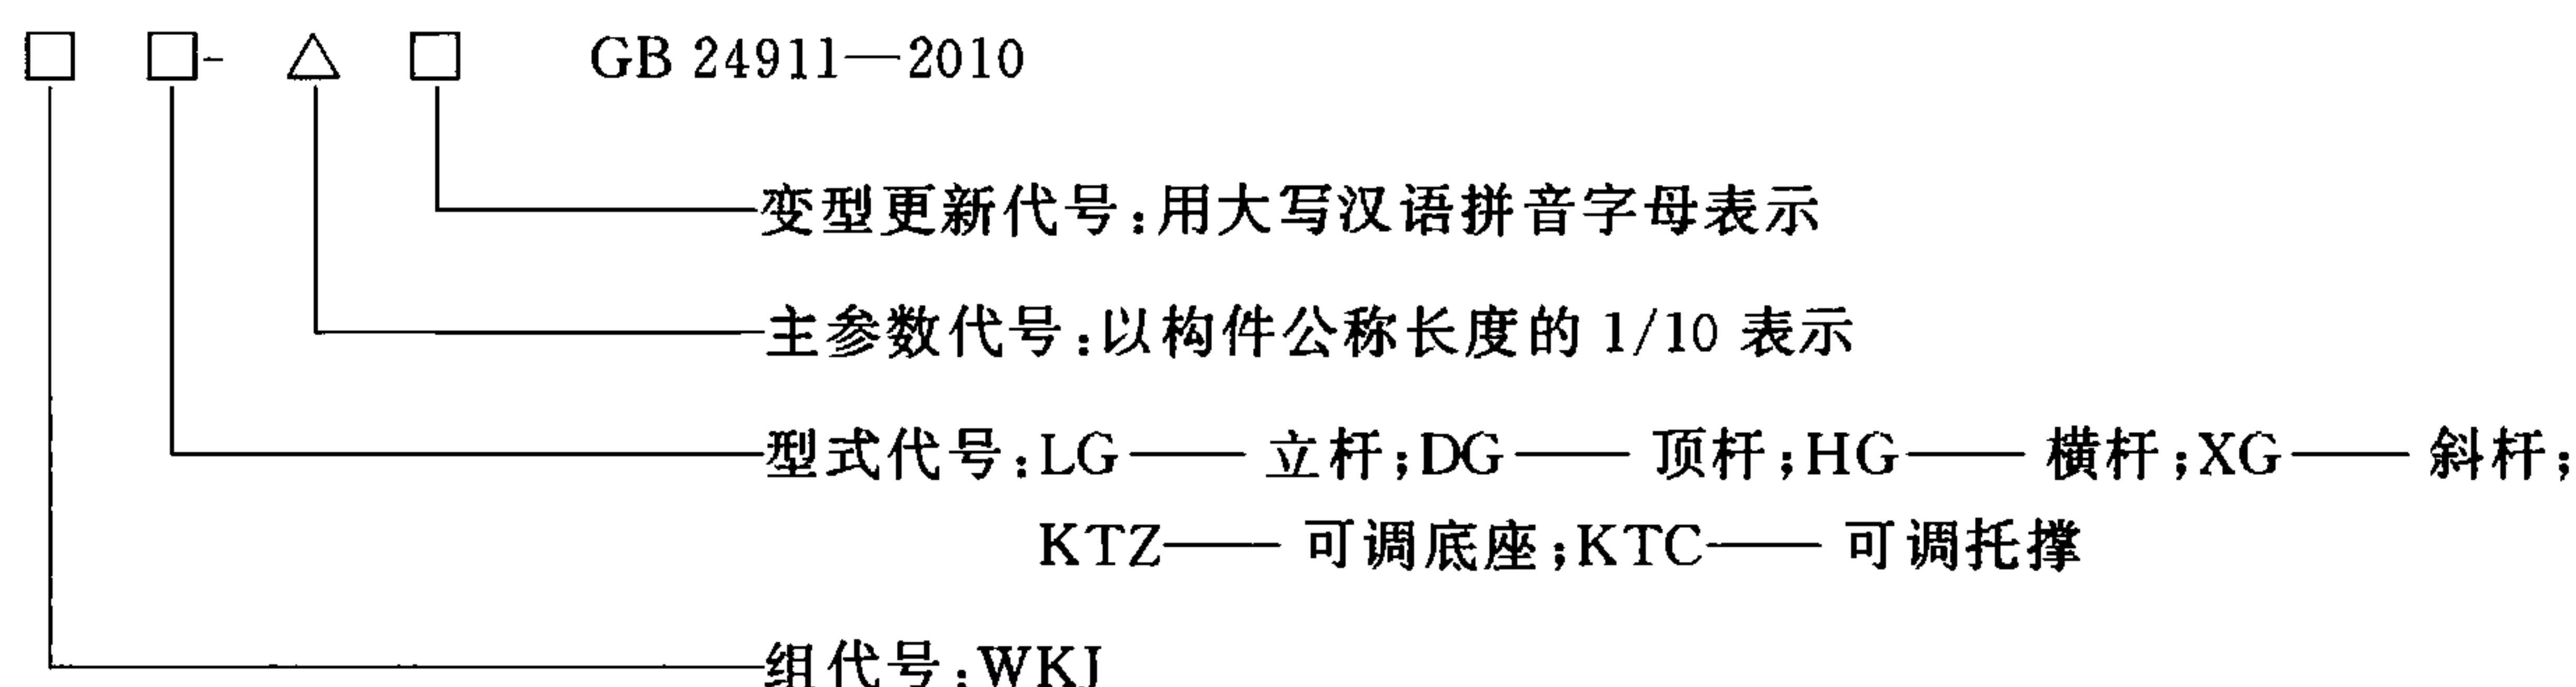 □ □- △ □ GB 24911—2010
变型更新代号:用大写汉语拼音字母表示
主参数代号:以构件公称长度的 1/10 表示
型式代号:LG—— 立杆;DG—— 顶杆;HG—— 横杆;XG—— 斜杆;
KTZ—— 可调底座;KTC—— 可调托撑
组代号:WKJ